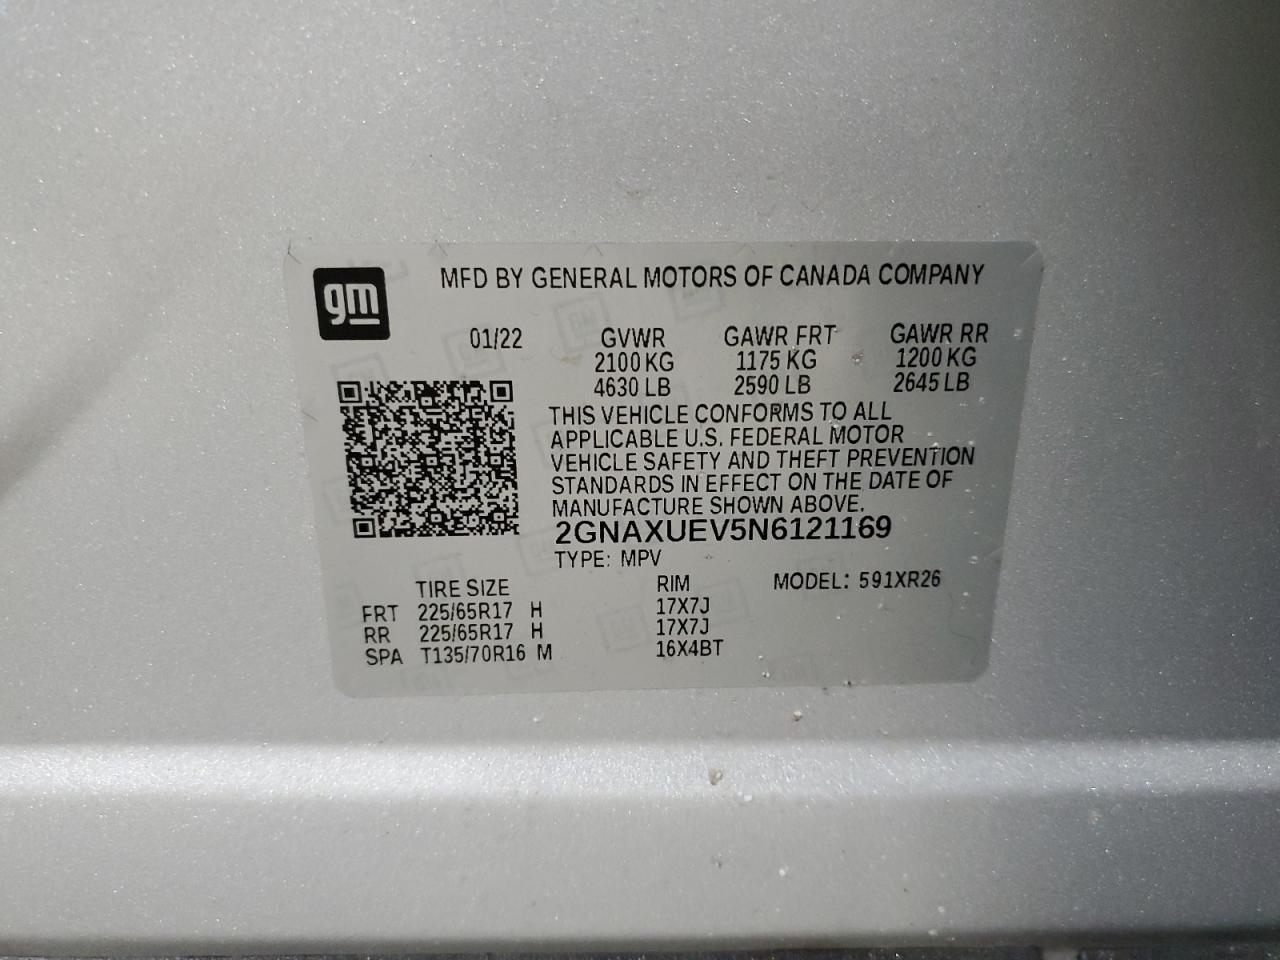 gm
MFD BY GENERAL MOTORS OF CANADA COMPANY
01/22 GVWR GAWR FRT GAWR RR
2100 KG 1175 KG 1200 KG
4630 LB 2590 LB 2645 LB
THIS VEHICLE CONFORMS TO ALL
APPLICABLE U.S. FEDERAL MOTOR
VEHICLE SAFETY AND THEFT PREVENTION
STANDARDS IN EFFECT ON THE DATE OF
MANUFACTURE SHOWN ABOVE.
2GNAXUEV5N6121169
TYPE: MPV
TIRE SIZE RIM MODEL: 591XR26
FRT 225/65R17 H 17X7J
RR 225/65R17 H 17X7J
SPA T135/70R16 M 16X4BT